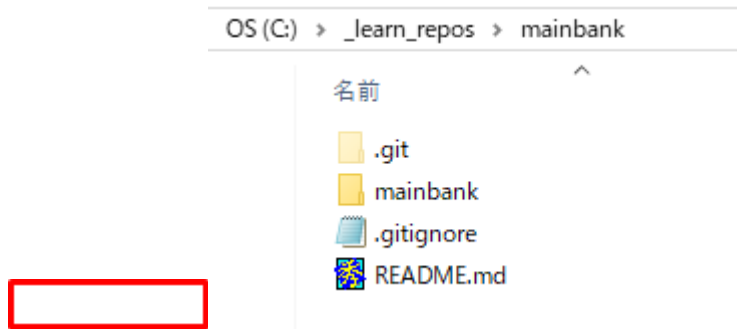 OS (C:) > _learn_repos > mainbank
名前
.git
mainbank
.gitignore
README.md